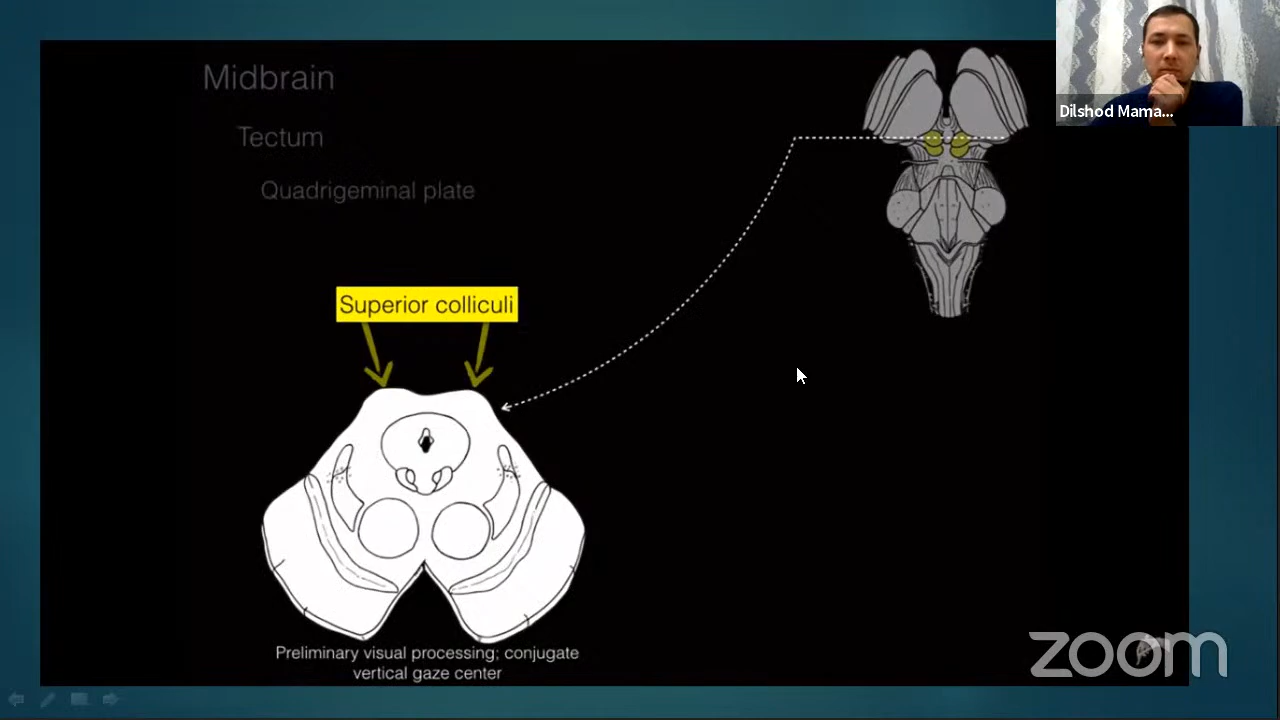 Midbrain
Dilshod Mama...
Tectum
Quadrigeminal plate
Superior colliculi
Preliminary visual processing; conjugate
vertical gaze center
zoom